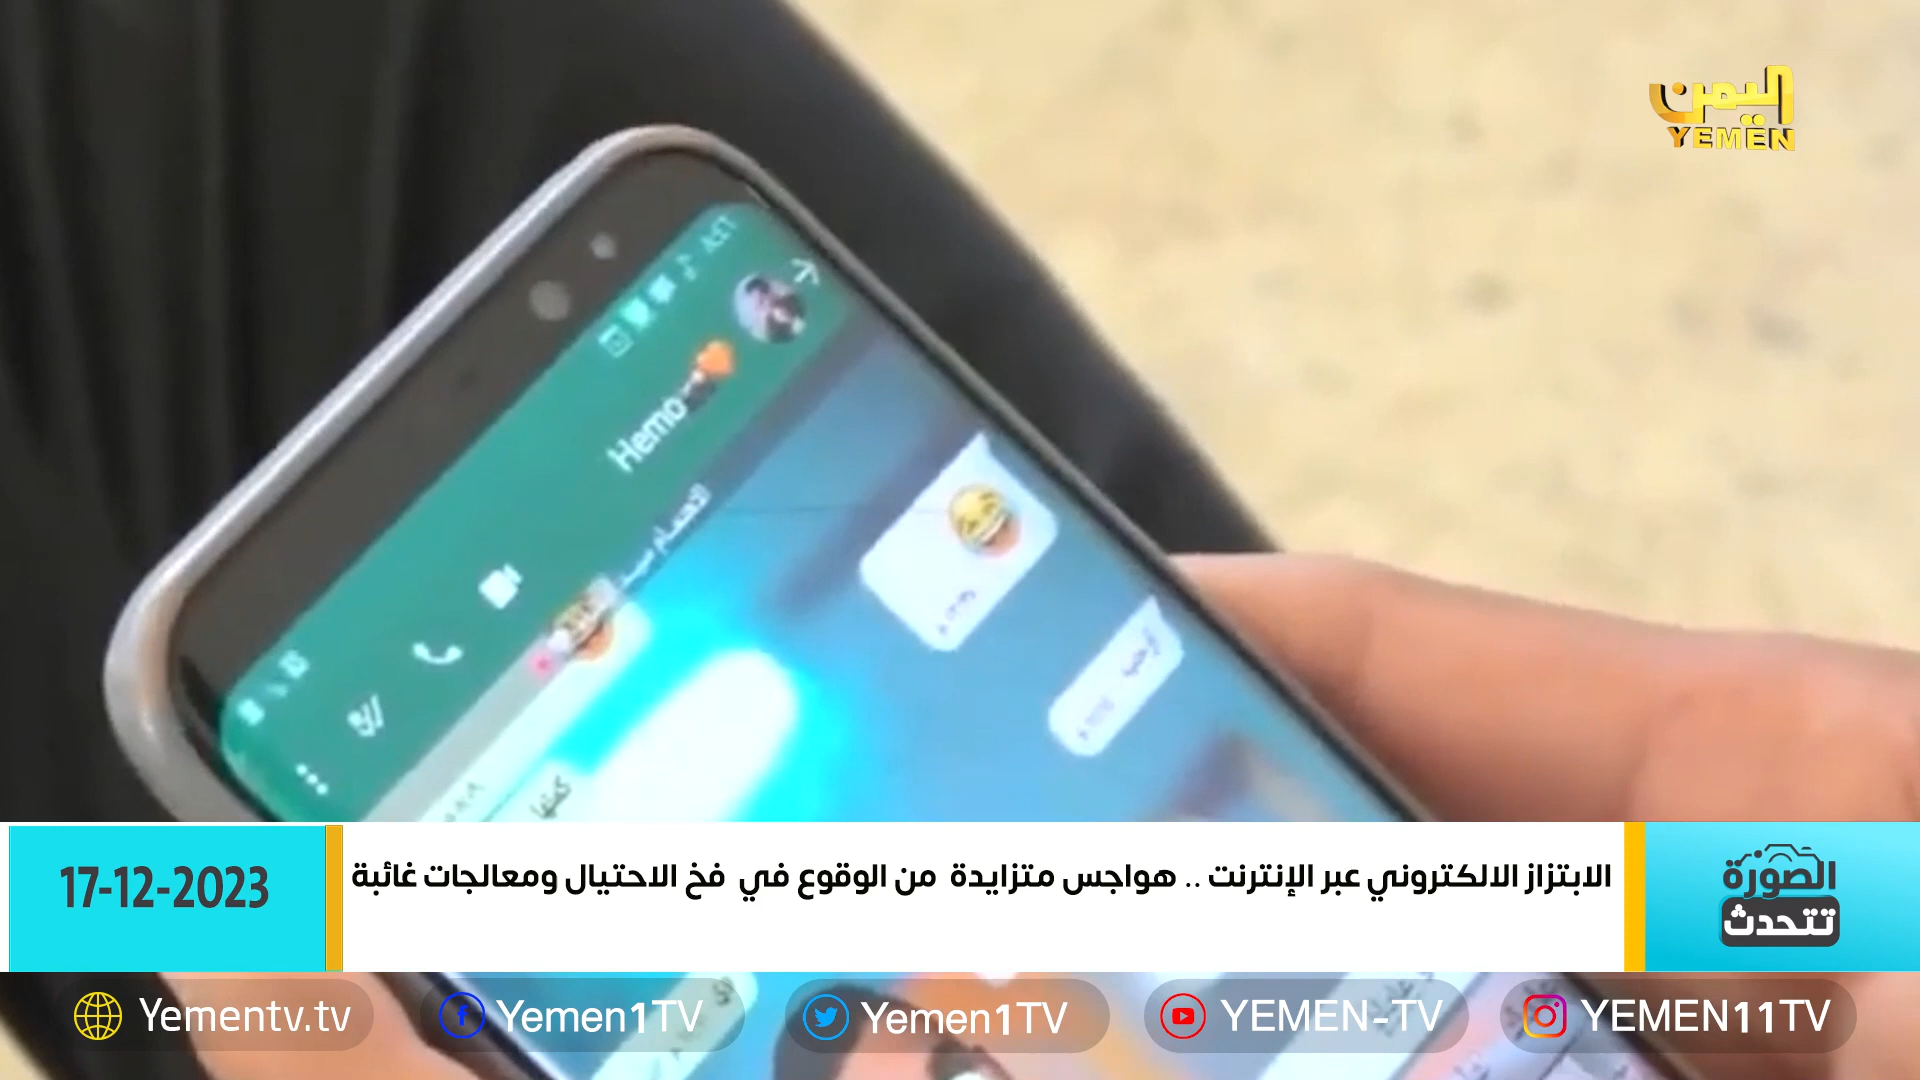 اليمن
YEMEN
Hemo
كيفها
الابتزاز الالكتروني عبر الإنترنت .. هواجس متزايدة من الوقوع في فخ الاحتيال ومعالجات غائبة
17-12-2023
الصورة
تتحدث
Yementv.tv
Yemen1TV
Yemen1TV
YEMEN-TV
YEMEN11TV